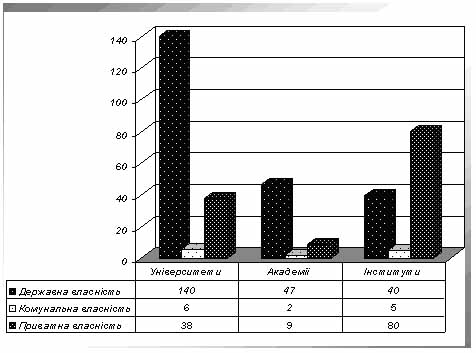 140
120
100
80
60
40
20
0
Університети Академії Інститути
Державна власність 140 47 40
Комунальна власність 6 2 5
Приватна власність 38 9 80